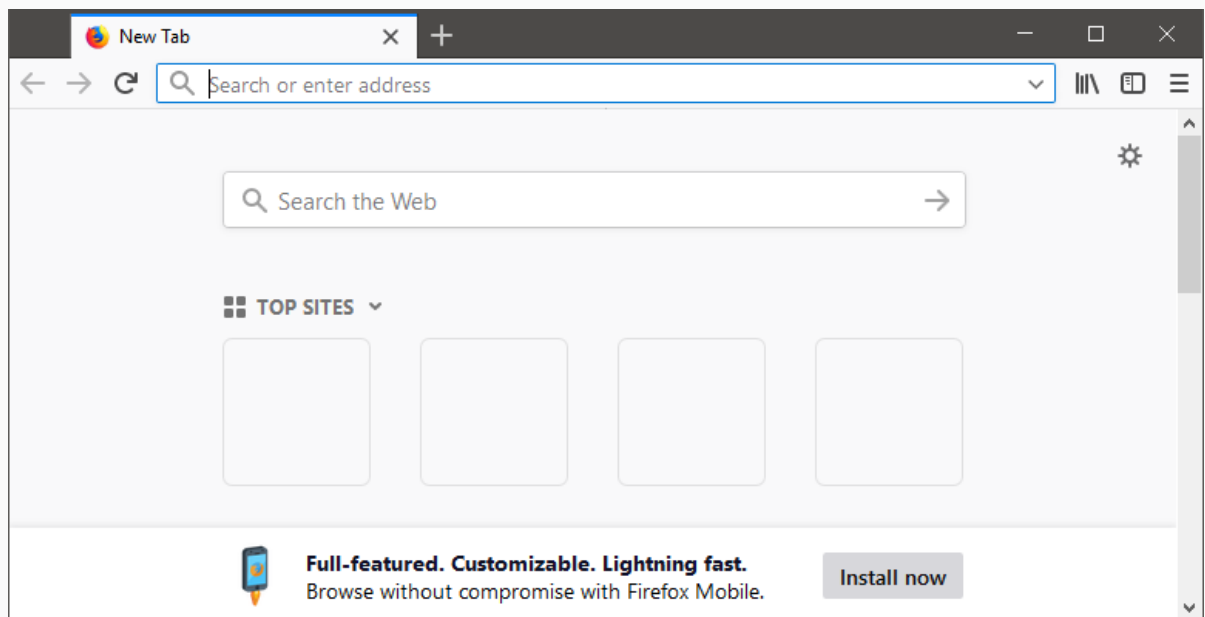 New Tab
Search or enter address
Search the Web
TOP SITES
Full-featured. Customizable. Lightning fast.
Browse without compromise with Firefox Mobile.
Install now